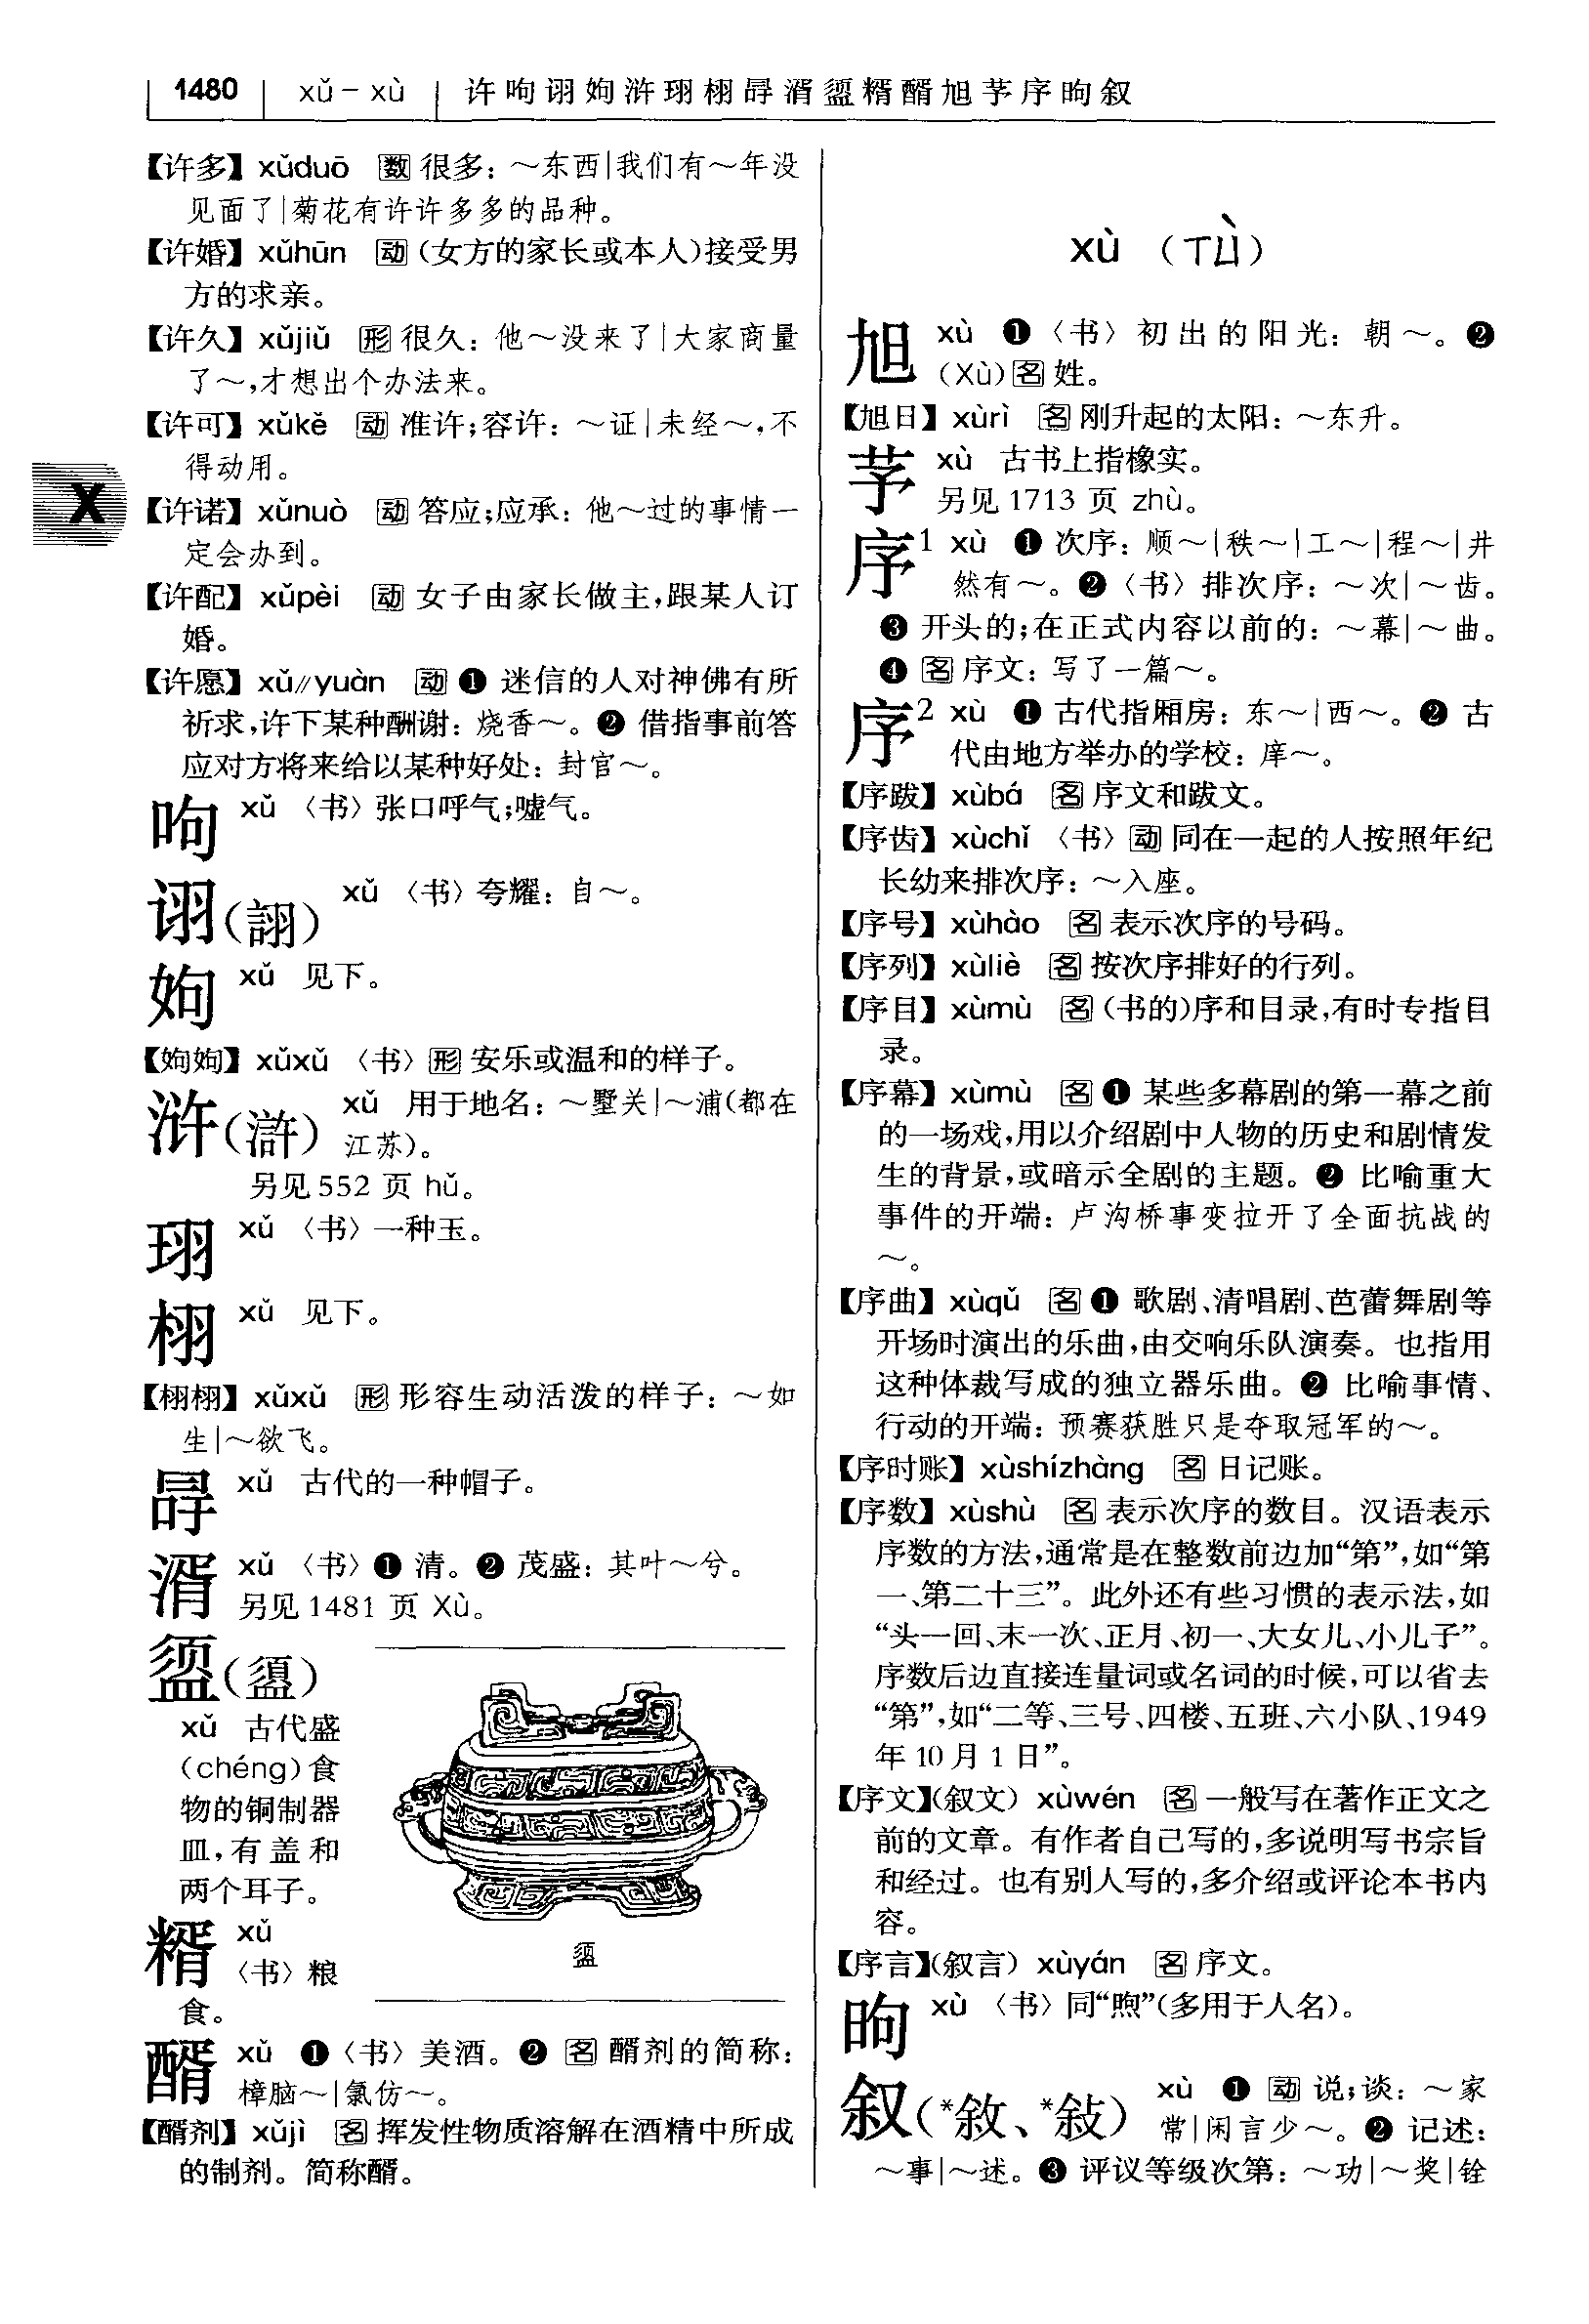 1480 xǔ－xù 许呴诩姁浒珝栩冔湑盨糈醑旭芧序昫叙
【许多】 xǔduō 数 很多：～东西|我们有～年没
见面了|菊花有许许多多的品种。
【许婚】 xǔhūn 动（女方的家长或本人）接受男
方的求亲。
【许久】 xǔjiǔ 形 很久：他～没来了|大家商量
了～，才想出个办法来。
【许可】 xǔkě 动 准许；容许：～证|未经～，不
得动用。
X
【许诺】 xǔnuò 动 答应；应承：他～过的事情一
定会办到。
【许配】 xǔpèi 动 女子由家长做主，跟某人订
婚。
【许愿】 xǔ//yuàn 动 ❶ 迷信的人对神佛有所
祈求，许下某种酬谢：烧香～。❷ 借指事前答
应对方将来给以某种好处：封官～。
呴 xǔ 〈书〉张口呼气；嘘气。
诩（詡） xǔ 〈书〉夸耀：自～。
姁 xǔ 见下。
【姁姁】 xǔxǔ 〈书〉形 安乐或温和的样子。
浒（滸） xǔ 用于地名：～墅关|～浦（都在
江苏）。
另见 552 页 hǔ。
珝 xǔ 〈书〉一种玉。
栩 xǔ 见下。
【栩栩】 xǔxǔ 形 形容生动活泼的样子：～如
生|～欲飞。
冔 xǔ 古代的一种帽子。
湑 xǔ 〈书〉❶ 清。❷ 茂盛：其叶～兮。
另见 1481 页 Xù。
盨（盨）
xǔ 古代盛
（chéng）食
物的铜制器
皿，有盖和
两个耳子。
盨
糈 xǔ
〈书〉粮
食。
醑 xǔ ❶〈书〉美酒。❷ 名 醑剂的简称：
樟脑～|氯仿～。
【醑剂】 xǔjì 名 挥发性物质溶解在酒精中所成
的制剂。简称醑。
xù （ㄒㄩˋ）
旭 xù ❶〈书〉初出的阳光：朝～。❷
（Xù）名 姓。
【旭日】 xùrì 名 刚升起的太阳：～东升。
芧 xù 古书上指橡实。
另见 1713 页 zhù。
序1 xù ❶ 次序：顺～|秩～|工～|程～|井
然有～。❷〈书〉排次序：～次|～齿。
❸ 开头的；在正式内容以前的：～幕|～曲。
❹ 名 序文：写了一篇～。
序2 xù ❶ 古代指厢房：东～|西～。❷ 古
代由地方举办的学校：庠～。
【序跋】 xùbá 名 序文和跋文。
【序齿】 xùchǐ 〈书〉动 同在一起的人按照年纪
长幼来排次序：～入座。
【序号】 xùhào 名 表示次序的号码。
【序列】 xùliè 名 按次序排好的行列。
【序目】 xùmù 名（书的）序和目录，有时专指目
录。
【序幕】 xùmù 名 ❶ 某些多幕剧的第一幕之前
的一场戏，用以介绍剧中人物的历史和剧情发
生的背景，或暗示全剧的主题。❷ 比喻重大
事件的开端：卢沟桥事变拉开了全面抗战的
～。
【序曲】 xùqǔ 名 ❶ 歌剧、清唱剧、芭蕾舞剧等
开场时演出的乐曲，由交响乐队演奏。也指用
这种体裁写成的独立器乐曲。❷ 比喻事情、
行动的开端：预赛获胜只是夺取冠军的～。
【序时账】 xùshízhàng 名 日记账。
【序数】 xùshù 名 表示次序的数目。汉语表示
序数的方法，通常是在整数前边加“第”，如“第
一、第二十三”。此外还有些习惯的表示法，如
“头一回、末一次、正月、初一、大女儿、小儿子”。
序数后边直接连量词或名词的时候，可以省去
“第”，如“二等、三号、四楼、五班、六小队、1949
年 10 月 1 日”。
【序文】（叙文） xùwén 名 一般写在著作正文之
前的文章。有作者自己写的，多说明写书宗旨
和经过。也有别人写的，多介绍或评论本书内
容。
【序言】（叙言） xùyán 名 序文。
昫 xù 〈书〉同“煦”（多用于人名）。
叙（*敘、*敍） xù ❶ 动 说；谈：～家
常|闲言少～。❷ 记述：
～事|～述。❸ 评议等级次第：～功|～奖|铨